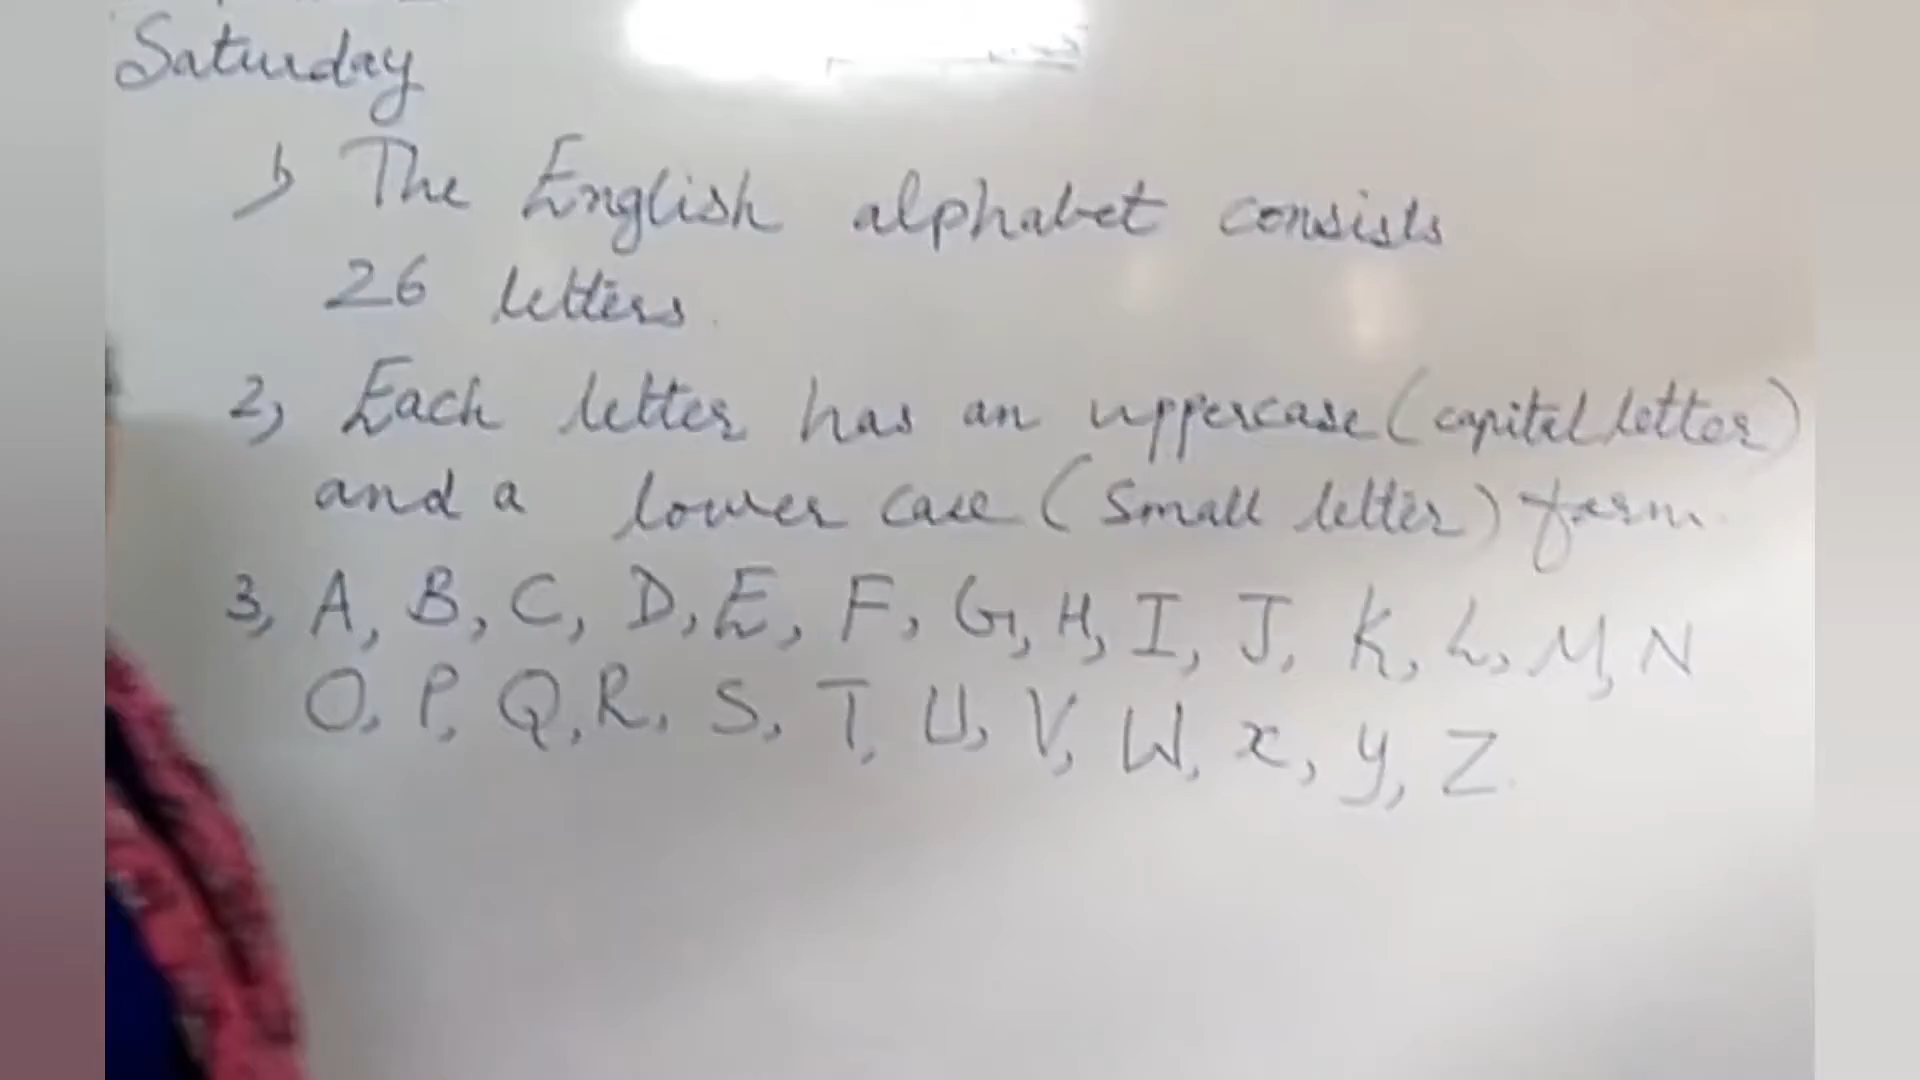 Saturday
1) The English alphabet consists
26 letters.
2, Each letter has an uppercase (capital letter)
and a lower case (small letter) form.
3, A, B, C, D, E, F, G, H, I, J, K, L, M, N
O, P, Q, R, S, T, U, V, W, x, y, Z.